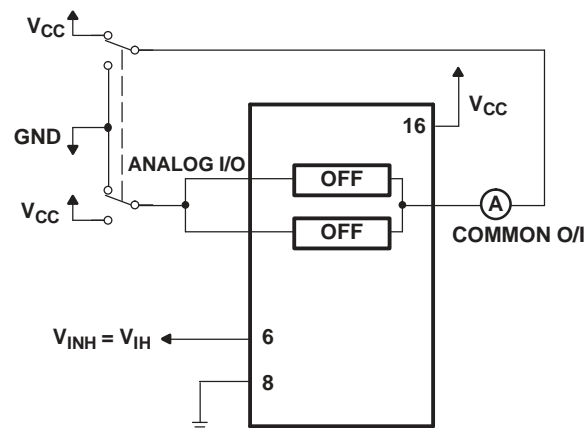 VCC
16
VCC
GND
ANALOG I/O
OFF
VCC
OFF
A
COMMON O/I
VINH = VIH
6
8